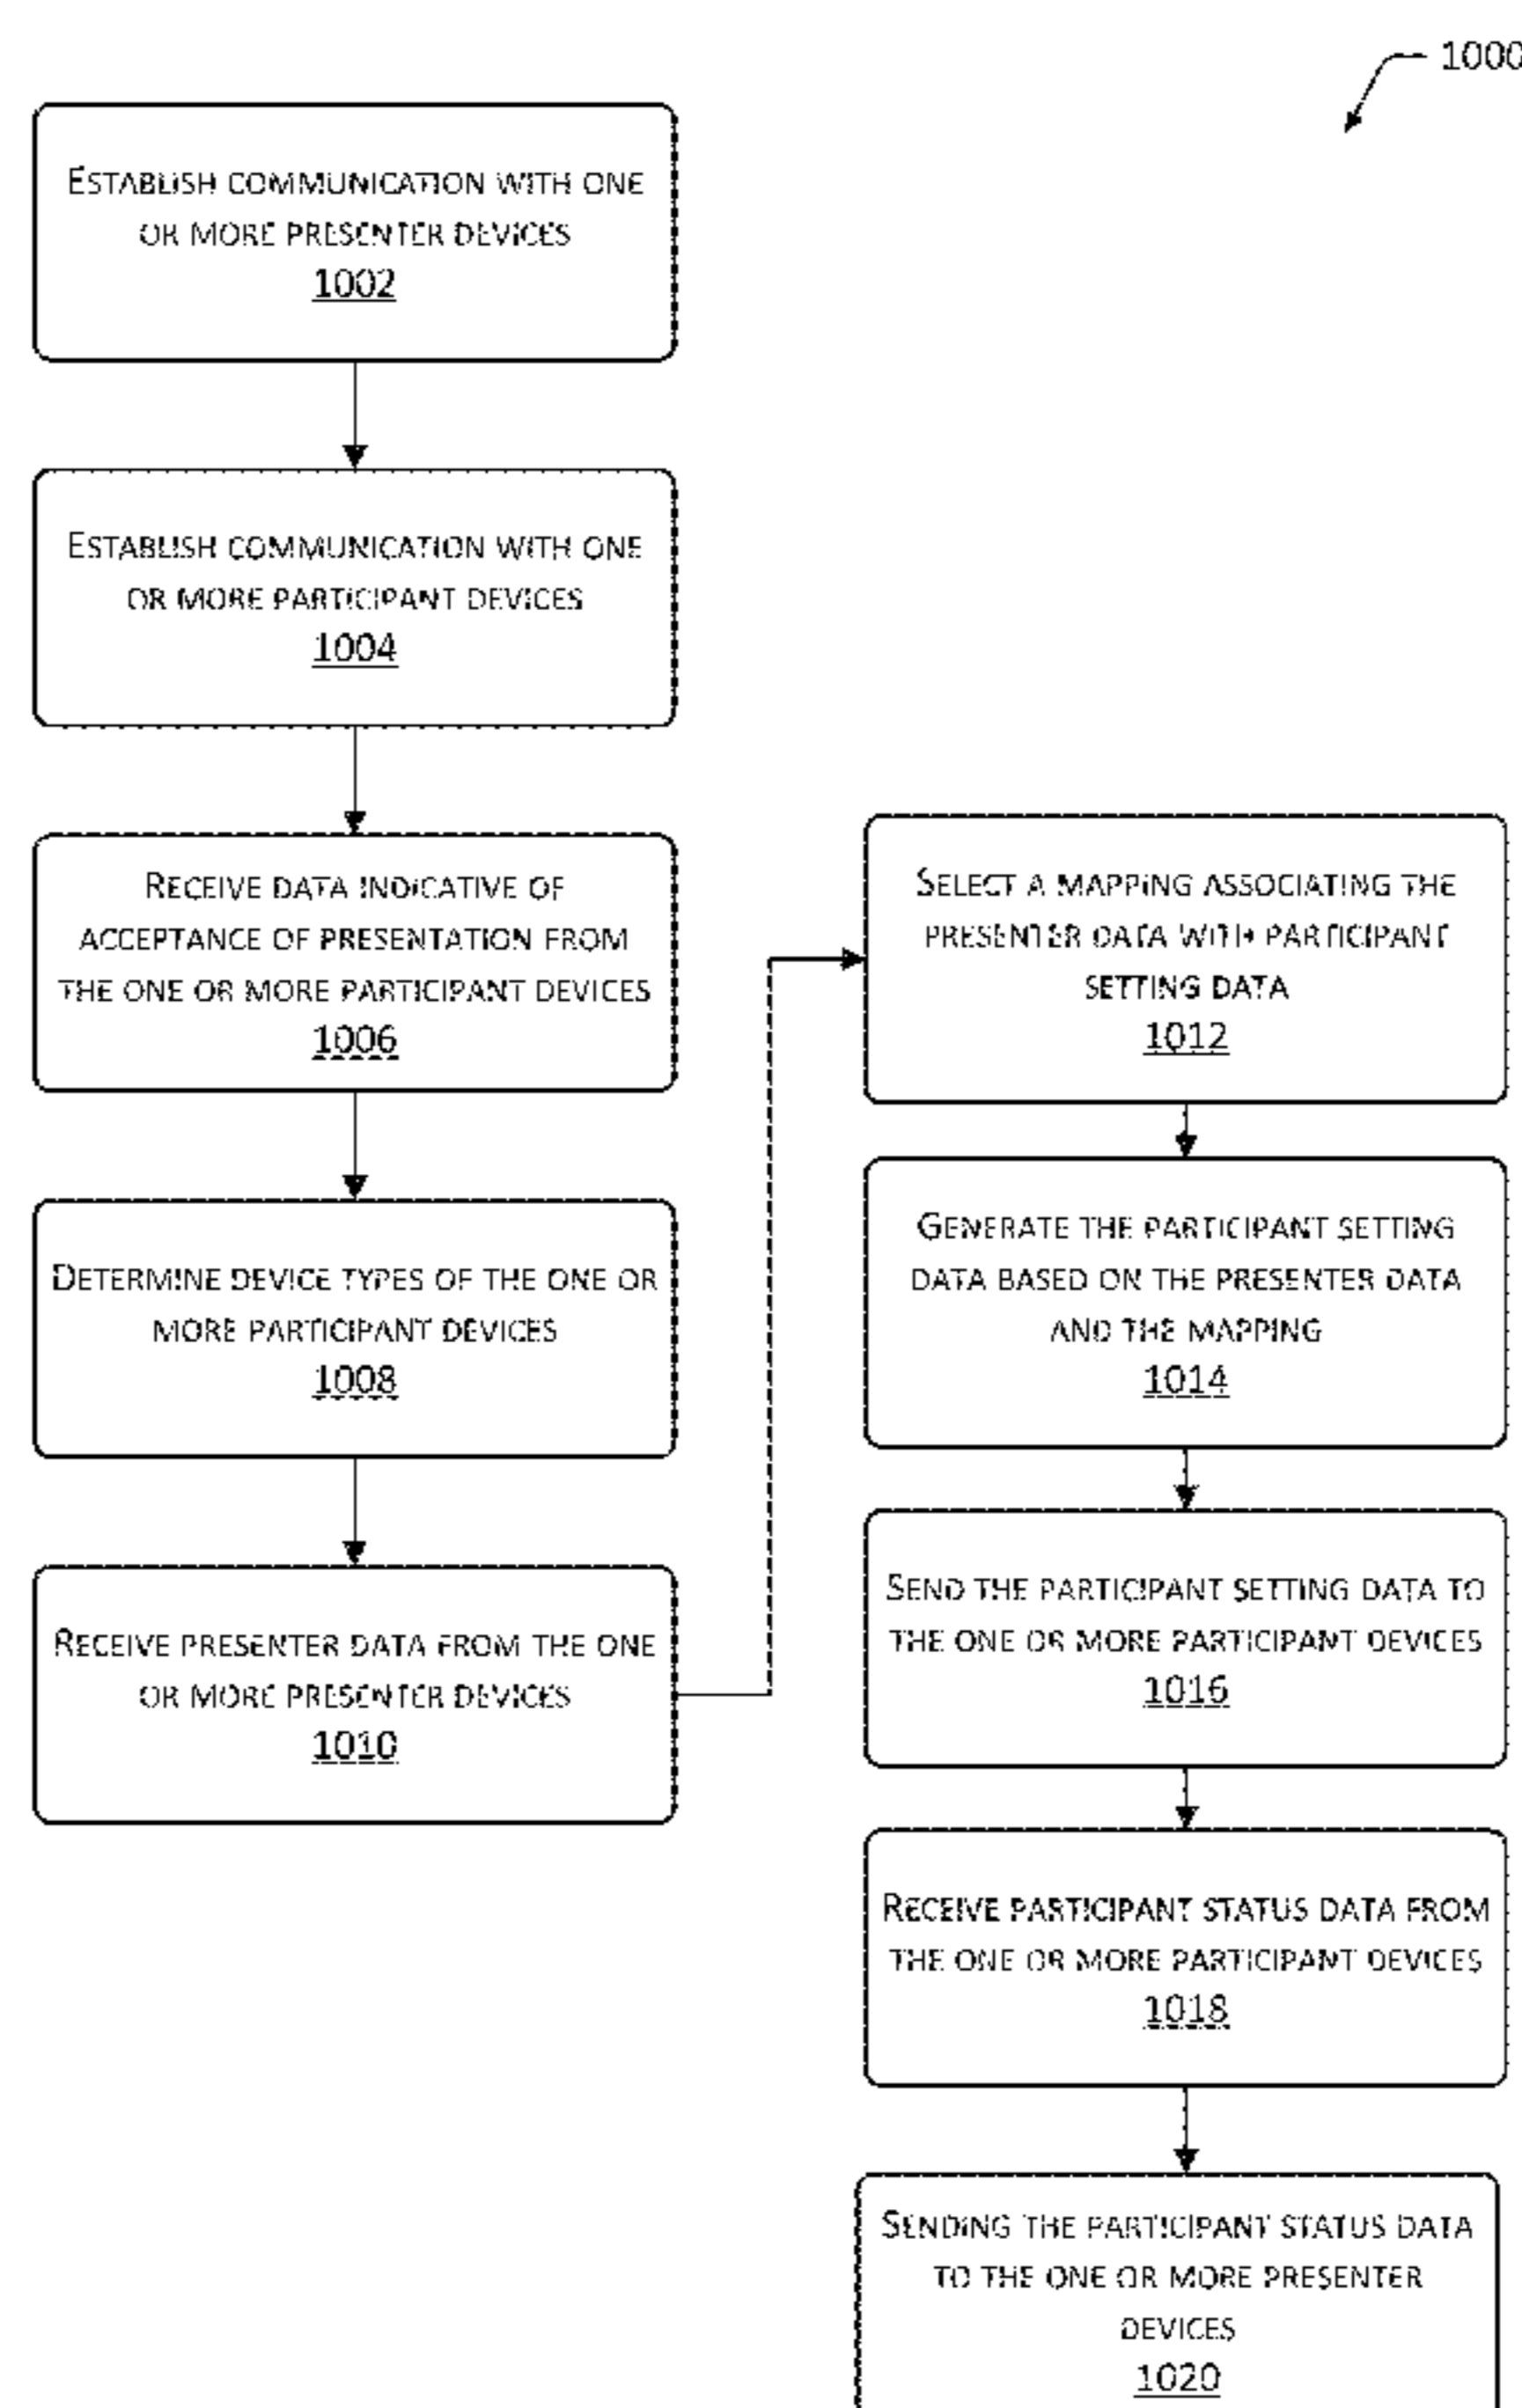 1000
ESTABLISH COMMUNICATION WITH ONE
OR MORE PRESENTER DEVICES
1002
ESTABLISH COMMUNICATION WITH ONE
OR MORE PARTICIPANT DEVICES
1004
RECEIVE DATA INDICATIVE OF
ACCEPTANCE OF PRESENTATION FROM
THE ONE OR MORE PARTICIPANT DEVICES
1006
DETERMINE DEVICE TYPES OF THE ONE OR
MORE PARTICIPANT DEVICES
1008
RECEIVE PRESENTER DATA FROM THE ONE
OR MORE PRESENTER DEVICES
1010
SELECT A MAPPING ASSOCIATING THE
PRESENTER DATA WITH PARTICIPANT
SETTING DATA
1012
GENERATE THE PARTICIPANT SETTING
DATA BASED ON THE PRESENTER DATA
AND THE MAPPING
1014
SEND THE PARTICIPANT SETTING DATA TO
THE ONE OR MORE PARTICIPANT DEVICES
1016
RECEIVE PARTICIPANT STATUS DATA FROM
THE ONE OR MORE PARTICIPANT DEVICES
1018
SENDING THE PARTICIPANT STATUS DATA
TO THE ONE OR MORE PRESENTER
DEVICES
1020